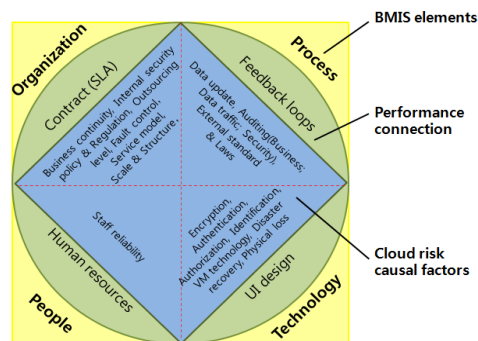 Organization
Process
BMIS elements
Contract (SLA)
Feedback loops
Performance
connection
Business continuity, Internal security
policy & Regulation, Outsourcing
level, Fault control,
Service model,
Scale & Structure,
Data update, Auditing(Business;
Data traffic, Security),
External standard
& Laws
Staff reliability
Encryption,
Authentication,
Authorization, Identification,
VM technology, Disaster
recovery, Physical loss
Cloud risk
causal factors
Human resources
UI design
People
Technology